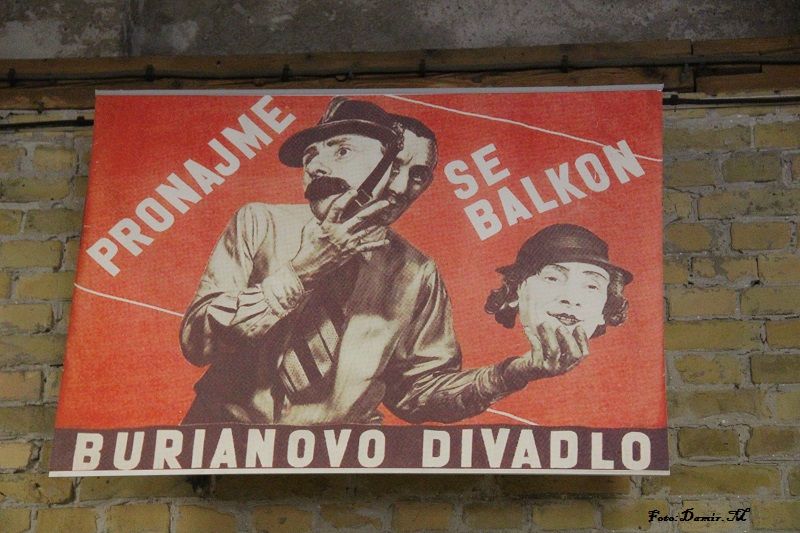 PRONAJME
SE
BALKON
BURIANOVO DIVADLO
Foto:Damir.M